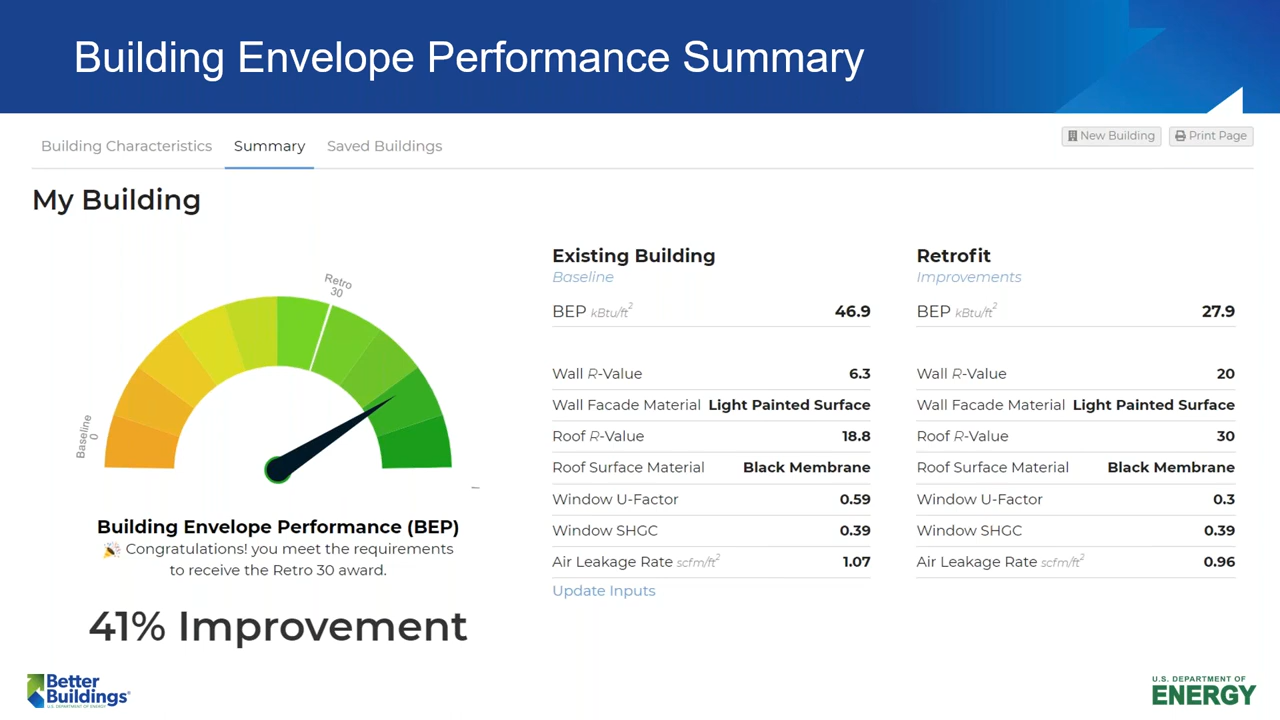 Building Envelope Performance Summary
Building Characteristics Summary Saved Buildings
New Building Print Page
My Building
Retro
30
Baseline
0
Building Envelope Performance (BEP)
Congratulations! you meet the requirements
to receive the Retro 30 award.
41% Improvement
Existing Building
Baseline
BEP kBtu/ft² 46.9
Wall R-Value 6.3
Wall Facade Material Light Painted Surface
Roof R-Value 18.8
Roof Surface Material Black Membrane
Window U-Factor 0.59
Window SHGC 0.39
Air Leakage Rate scfm/ft² 1.07
Update Inputs
Retrofit
Improvements
BEP kBtu/ft² 27.9
Wall R-Value 20
Wall Facade Material Light Painted Surface
Roof R-Value 30
Roof Surface Material Black Membrane
Window U-Factor 0.3
Window SHGC 0.39
Air Leakage Rate scfm/ft² 0.96
Better
Buildings®
U.S. DEPARTMENT OF ENERGY
U.S. DEPARTMENT OF
ENERGY